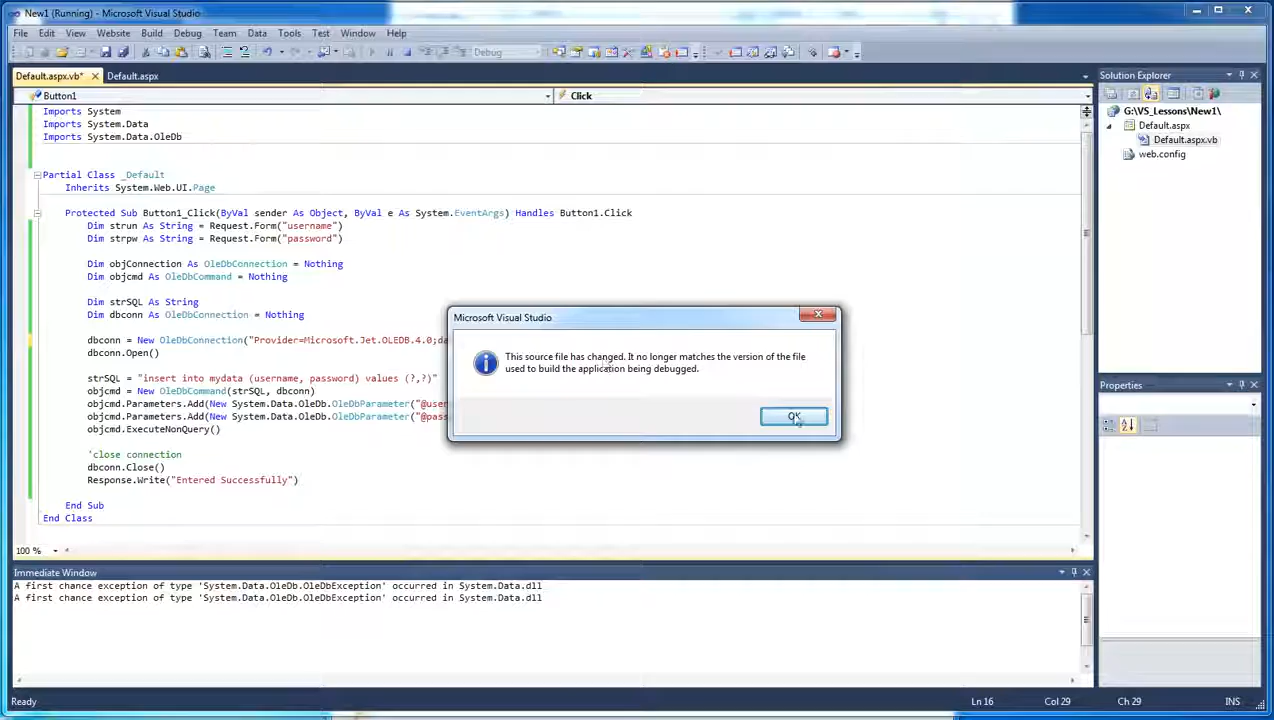 New1 (Running) - Microsoft Visual Studio
File Edit View Website Build Debug Team Data Tools Test Window Help
Debug
Default.aspx.vb* Default.aspx
Button1 Click
Imports System
Imports System.Data
Imports System.Data.OleDb
Partial Class _Default
Inherits System.Web.UI.Page
Protected Sub Button1_Click(ByVal sender As Object, ByVal e As System.EventArgs) Handles Button1.Click
Dim strun As String = Request.Form("username")
Dim strpw As String = Request.Form("password")
Dim objConnection As OleDbConnection = Nothing
Dim objcmd As OleDbCommand = Nothing
Dim strSQL As String
Dim dbconn As OleDbConnection = Nothing
dbconn = New OleDbConnection("Provider=Microsoft.Jet.OLEDB.4.0;da
dbconn.Open()
strSQL = "insert into mydata (username, password) values (?,?)"
objcmd = New OleDbCommand(strSQL, dbconn)
objcmd.Parameters.Add(New System.Data.OleDb.OleDbParameter("@use
objcmd.Parameters.Add(New System.Data.OleDb.OleDbParameter("@pas
objcmd.ExecuteNonQuery()
'close connection
dbconn.Close()
Response.Write("Entered Successfully")
End Sub
End Class
100 %
Microsoft Visual Studio
This source file has changed. It no longer matches the version of the file
used to build the application being debugged.
OK
Immediate Window
A first chance exception of type 'System.Data.OleDb.OleDbException' occurred in System.Data.dll
A first chance exception of type 'System.Data.OleDb.OleDbException' occurred in System.Data.dll
Solution Explorer
G:\VS_Lessons\New1\
Default.aspx
Default.aspx.vb
web.config
Properties
Ready Ln 16 Col 29 Ch 29 INS